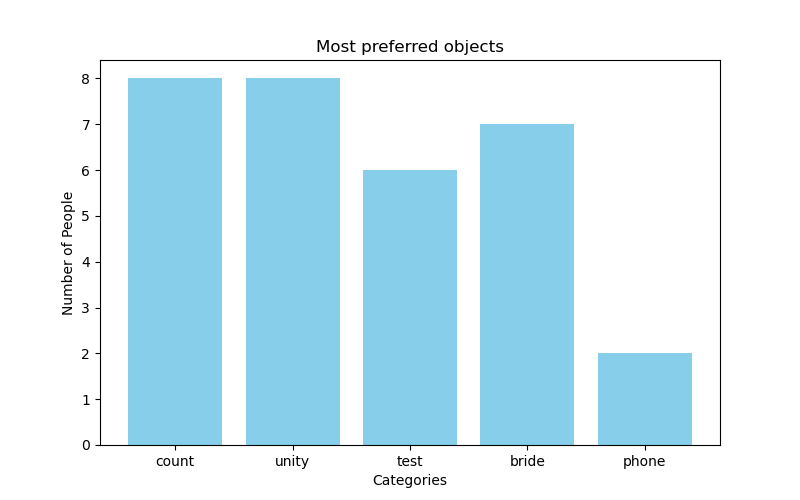 Most preferred objects
8
7
6
5
4
3
2
1
0
Number of People
count unity test bride phone
Categories